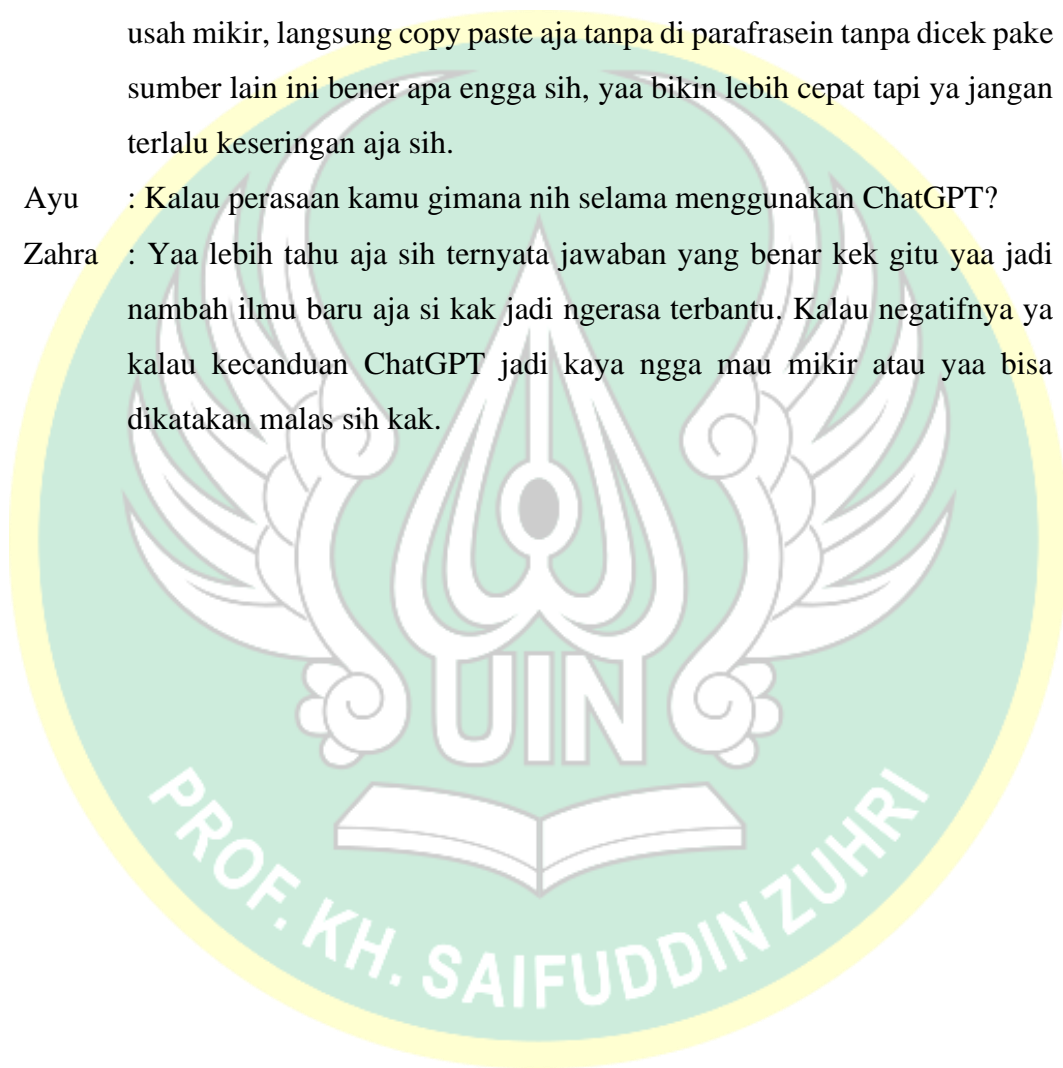 usah mikir, langsung copy paste aja tanpa di parafrasein tanpa dicek pake
sumber lain ini bener apa engga sih, yaa bikin lebih cepat tapi ya jangan
terlalu keseringan aja sih.
Ayu : Kalau perasaan kamu gimana nih selama menggunakan ChatGPT?
Zahra : Yaa lebih tahu aja sih ternyata jawaban yang benar kek gitu yaa jadi
nambah ilmu baru aja si kak jadi ngerasa terbantu. Kalau negatifnya ya
kalau kecanduan ChatGPT jadi kaya ngga mau mikir atau yaa bisa
dikatakan malas sih kak.
UIN
PROF. KH. SAIFUDDIN ZUHRI